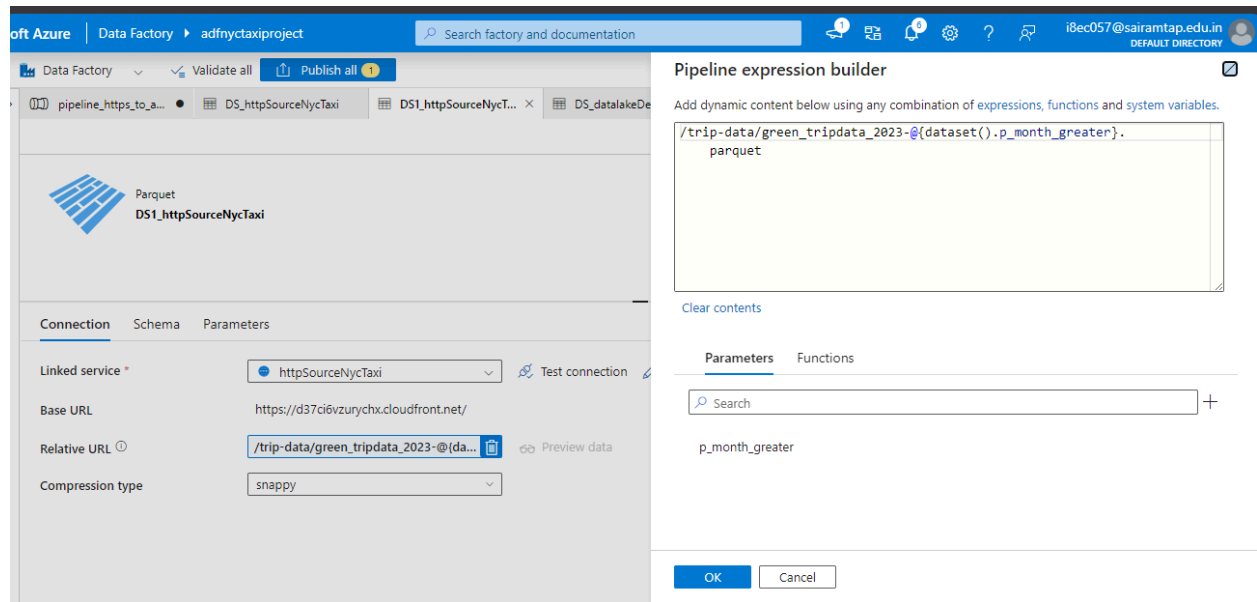 oft Azure
Data Factory
adfnyctaxiproject
Search factory and documentation
1
6
i8ec057@sairamtap.edu.in
DEFAULT DIRECTORY
Data Factory
Validate all
Publish all 1
pipeline_https_to_a...
DS_httpSourceNycTaxi
DS1_httpSourceNycT...
DS_datalakeDe
Parquet
DS1_httpSourceNycTaxi
Connection
Schema
Parameters
Linked service *
httpSourceNycTaxi
Test connection
Base URL
https://d37ci6vzurychx.cloudfront.net/
Relative URL
/trip-data/green_tripdata_2023-@{da...
Preview data
Compression type
snappy
Pipeline expression builder
Add dynamic content below using any combination of expressions, functions and system variables.
/trip-data/green_tripdata_2023-@{dataset().p_month_greater}.
parquet
Clear contents
Parameters
Functions
Search
p_month_greater
OK
Cancel